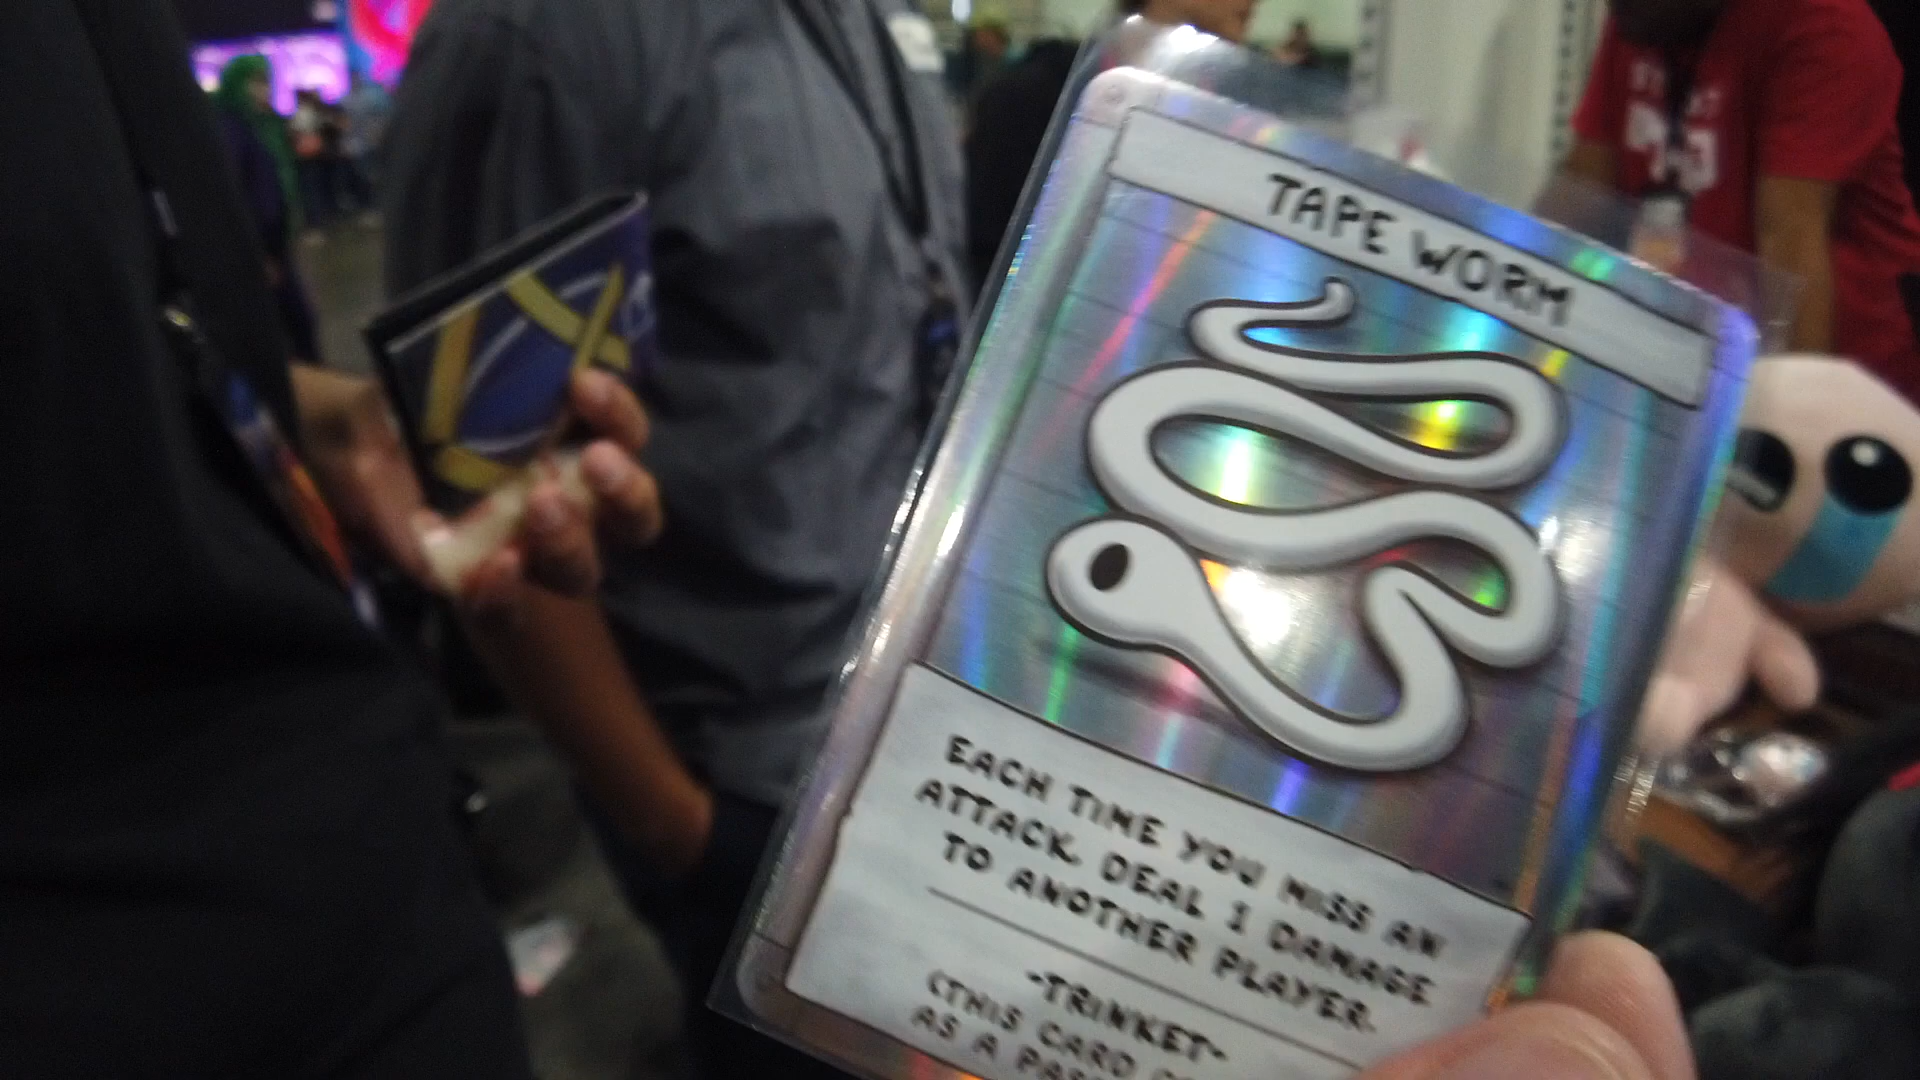 TAPE WORM
EACH TIME YOU MISS AN
ATTACK, DEAL 1 DAMAGE
TO ANOTHER PLAYER.
-TRINKET-
(THIS CARD
AS A